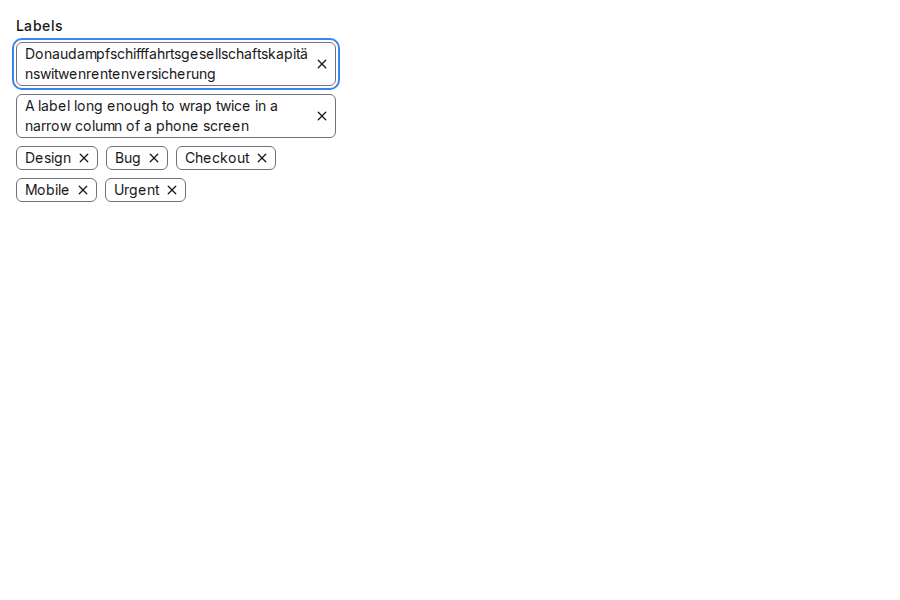 Labels
Donaudampfschifffahrtsgesellschaftskapitä
nswitwenrentenversicherung
A label long enough to wrap twice in a
narrow column of a phone screen
Design Bug Checkout
Mobile Urgent